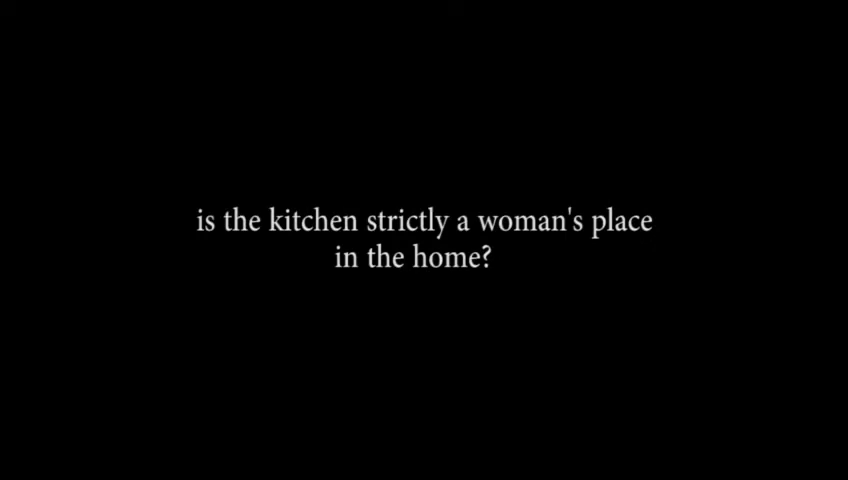 is the kitchen strictly a woman's place
in the home?